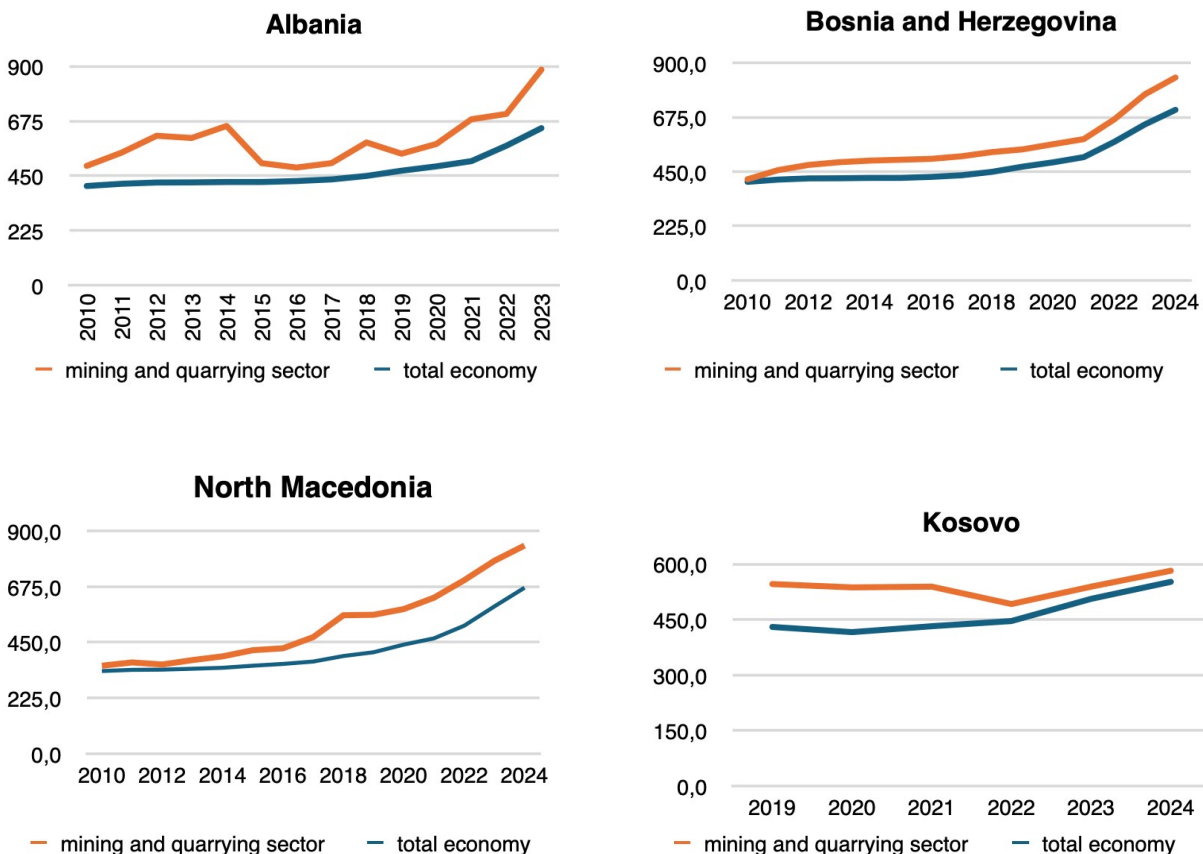 Albania
900
675
450
225
0
2010 2011 2012 2013 2014 2015 2016 2017 2018 2019 2020 2021 2022 2023
mining and quarrying sector total economy
Bosnia and Herzegovina
900,0
675,0
450,0
225,0
0,0
2010 2012 2014 2016 2018 2020 2022 2024
mining and quarrying sector total economy
North Macedonia
900,0
675,0
450,0
225,0
0,0
2010 2012 2014 2016 2018 2020 2022 2024
mining and quarrying sector total economy
Kosovo
600,0
450,0
300,0
150,0
0,0
2019 2020 2021 2022 2023 2024
mining and quarrying sector total economy